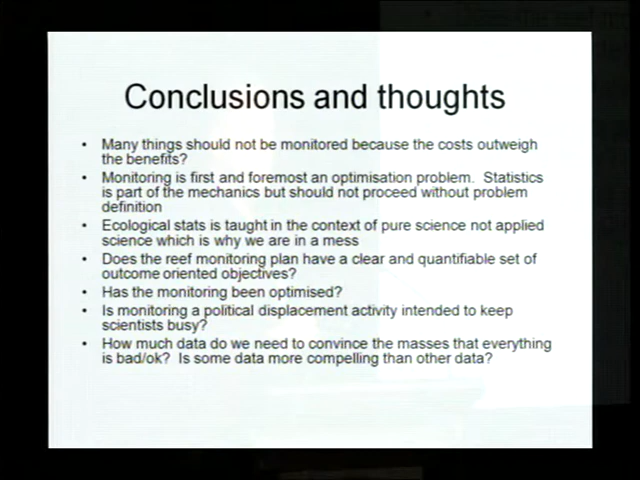 Conclusions and thoughts
• Many things should not be monitored because the costs outweigh
the benefits?
• Monitoring is first and foremost an optimisation problem. Statistics
is part of the mechanics but should not proceed without problem
definition
• Ecological stats is taught in the context of pure science not applied
science which is why we are in a mess
• Does the reef monitoring plan have a clear and quantifiable set of
outcome oriented objectives?
• Has the monitoring been optimised?
• Is monitoring a political displacement activity intended to keep
scientists busy?
• How much data do we need to convince the masses that everything
is bad/ok? Is some data more compelling than other data?